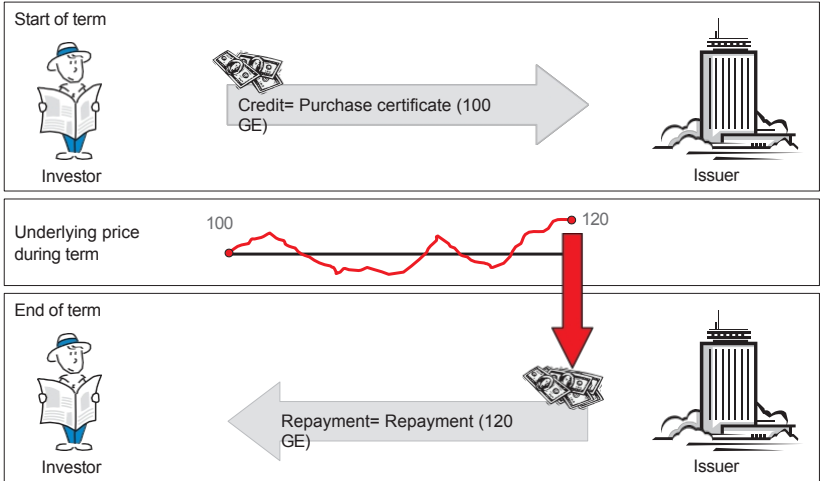 Start of term
Credit= Purchase certificate (100
GE)
Investor
Issuer
Underlying price
during term
100
120
End of term
Repayment= Repayment (120
GE)
Investor
Issuer